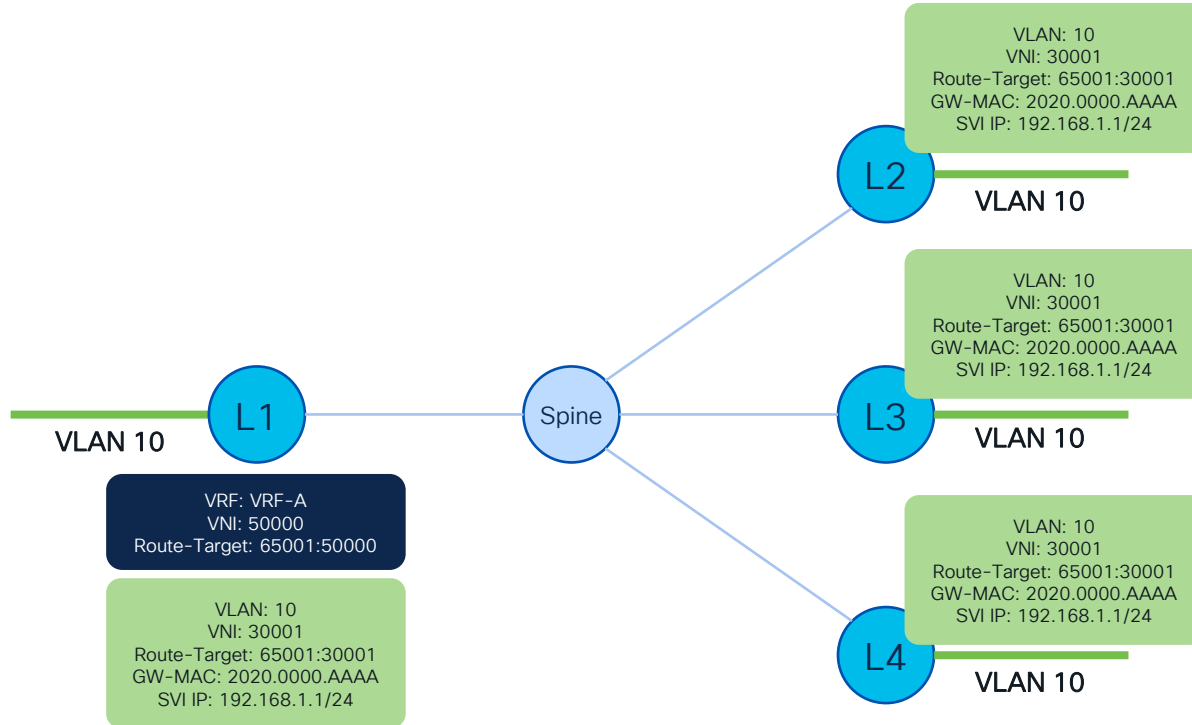 VLAN: 10
VNI: 30001
Route-Target: 65001:30001
GW-MAC: 2020.0000.AAAA
SVI IP: 192.168.1.1/24
L2
VLAN 10
VLAN: 10
VNI: 30001
Route-Target: 65001:30001
GW-MAC: 2020.0000.AAAA
SVI IP: 192.168.1.1/24
L1
Spine
L3
VLAN 10
VLAN 10
VRF: VRF-A
VNI: 50000
Route-Target: 65001:50000
VLAN: 10
VNI: 30001
Route-Target: 65001:30001
GW-MAC: 2020.0000.AAAA
SVI IP: 192.168.1.1/24
VLAN: 10
VNI: 30001
Route-Target: 65001:30001
GW-MAC: 2020.0000.AAAA
SVI IP: 192.168.1.1/24
L4
VLAN 10